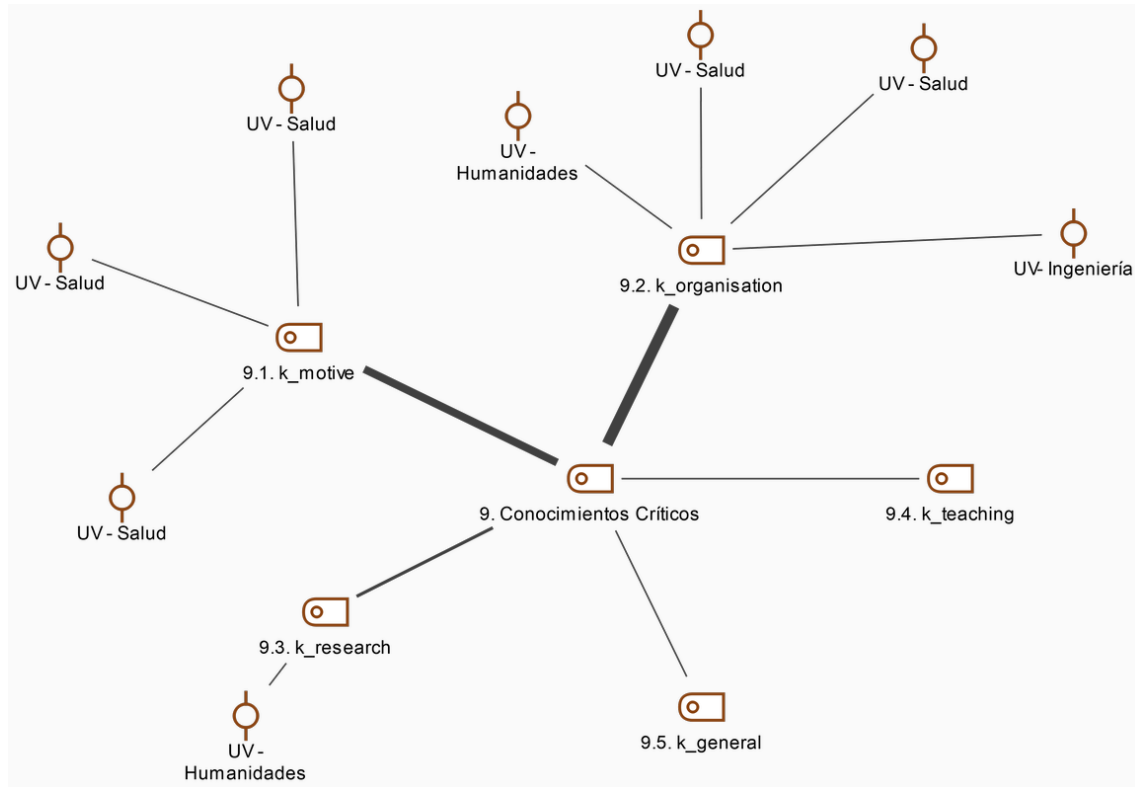 UV - Salud
UV - Salud
UV - Salud
UV -
Humanidades
UV - Salud
UV- Ingeniería
9.2. k_organisation
9.1. k_motive
UV - Salud
9. Conocimientos Críticos
9.4. k_teaching
UV - Salud
9.3. k_research
9.5. k_general
UV -
Humanidades